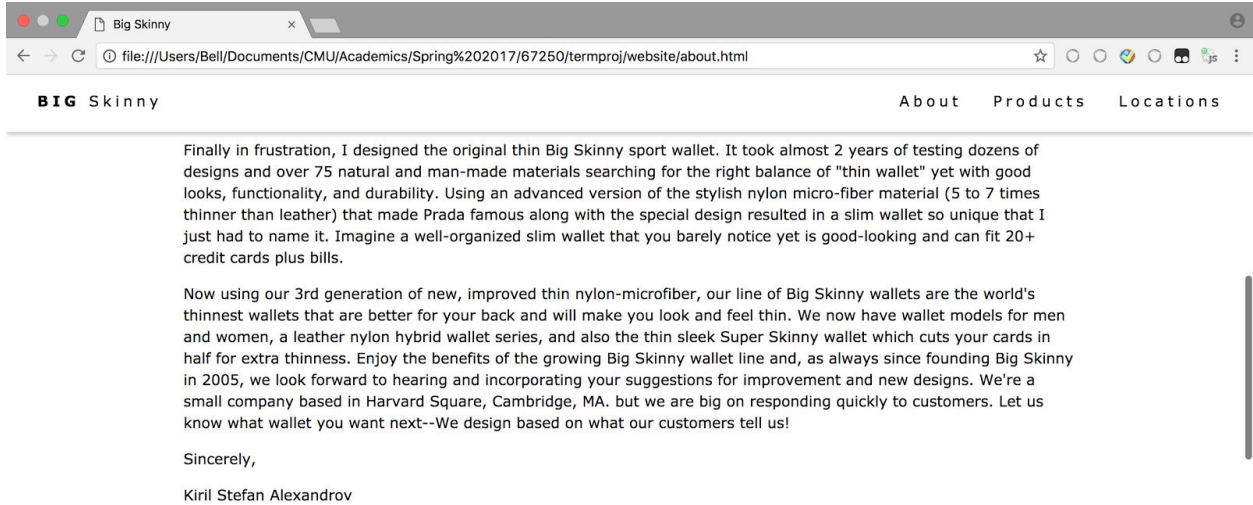 Big Skinny
file:///Users/Bell/Documents/CMU/Academics/Spring%202017/67250/termproj/website/about.html
JS
BIG Skinny About Products Locations
Finally in frustration, I designed the original thin Big Skinny sport wallet. It took almost 2 years of testing dozens of
designs and over 75 natural and man-made materials searching for the right balance of "thin wallet" yet with good
looks, functionality, and durability. Using an advanced version of the stylish nylon micro-fiber material (5 to 7 times
thinner than leather) that made Prada famous along with the special design resulted in a slim wallet so unique that I
just had to name it. Imagine a well-organized slim wallet that you barely notice yet is good-looking and can fit 20+
credit cards plus bills.
Now using our 3rd generation of new, improved thin nylon-microfiber, our line of Big Skinny wallets are the world's
thinnest wallets that are better for your back and will make you look and feel thin. We now have wallet models for men
and women, a leather nylon hybrid wallet series, and also the thin sleek Super Skinny wallet which cuts your cards in
half for extra thinness. Enjoy the benefits of the growing Big Skinny wallet line and, as always since founding Big Skinny
in 2005, we look forward to hearing and incorporating your suggestions for improvement and new designs. We're a
small company based in Harvard Square, Cambridge, MA. but we are big on responding quickly to customers. Let us
know what wallet you want next--We design based on what our customers tell us!
Sincerely,
Kiril Stefan Alexandrov